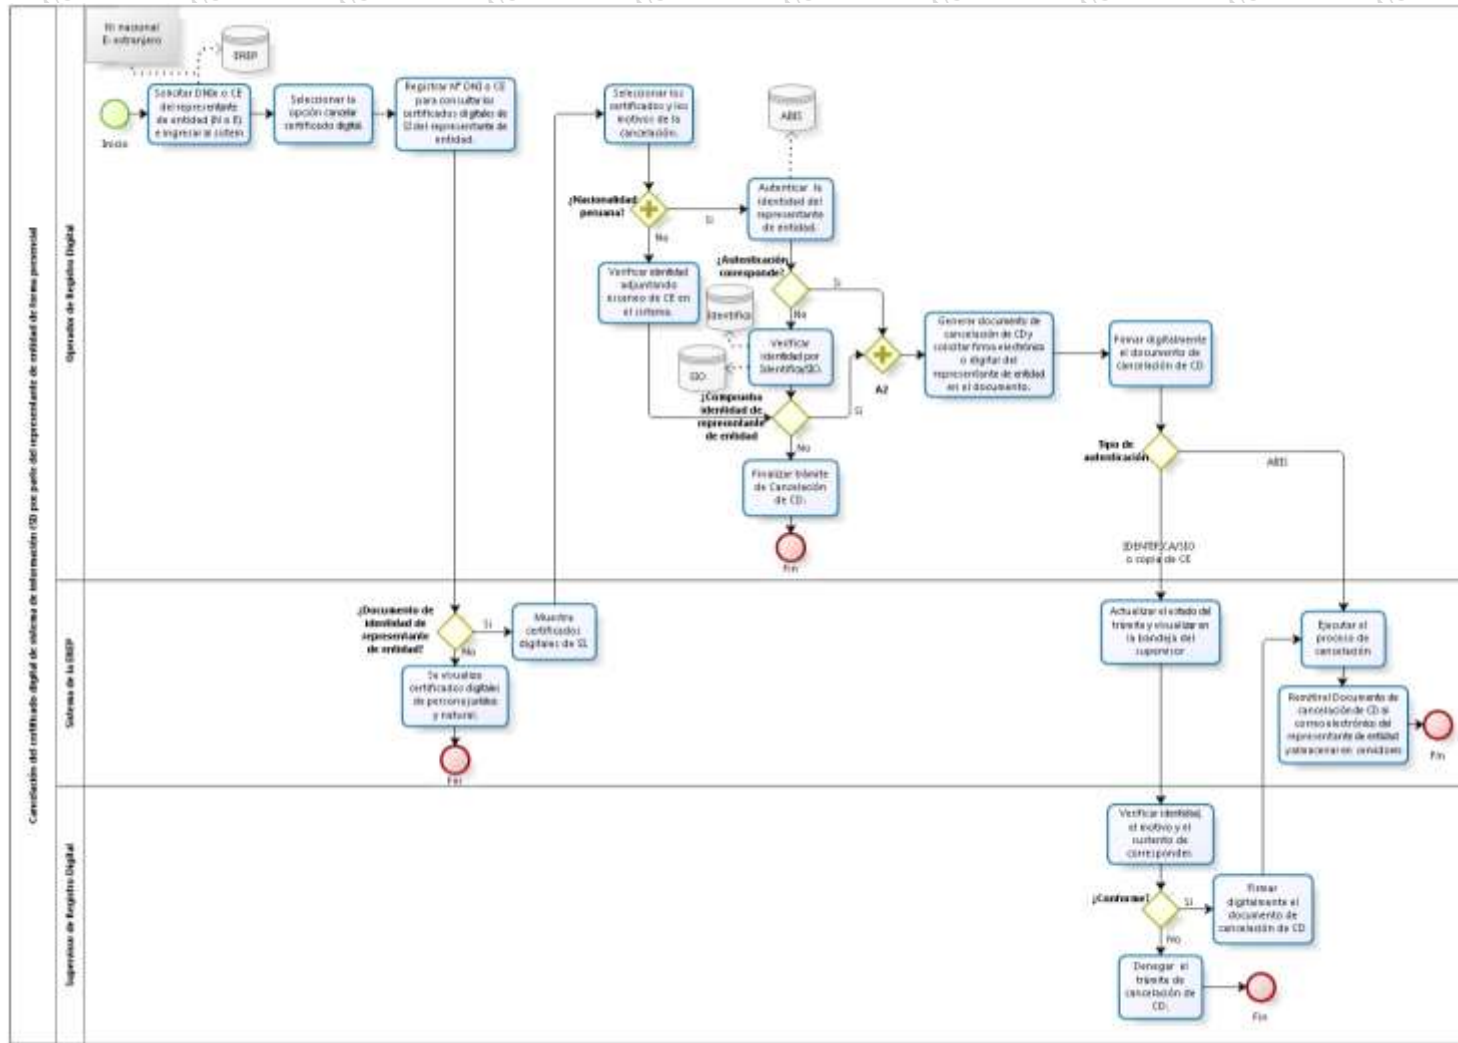 Cancelación del certificado digital de sistema de información (SI) por parte del representante de entidad de forma presencial
Operador de Registro Digital
N: nacional
E: extranjero
EREP
Inicio
Solicitar DNIe o CE
del representante
de entidad (N o E)
e ingresar al sistem
Seleccionar la
opción cancelar
certificado digital
Registrar N° DNI o CE
para consultar los
certificados digitales de
SI del representante de
entidad.
Seleccionar los
certificados y los
motivos de la
cancelación.
ABIS
¿Nacionalidad
peruana?
Si
No
Autenticar la
identidad del
representante
de entidad.
Verificar identidad
adjuntando
escaneo de CE en
el sistema.
¿Autenticación
corresponde?
Si
No
Identifica
SIO
Verificar
identidad por
Identifica/SIO.
¿Comprueba
identidad de
representante
de entidad
Si
No
A2
Finalizar trámite
de Cancelación
de CD.
Fin
Generar documento de
cancelación de CD y
solicitar firma electrónica
o digital del
representante de entidad
en el documento.
Firmar digitalmente
el documento de
cancelación de CD
Tipo de
autenticación
ABIS
IDENTIFICA/SIO
o copia de CE
Sistema de la EREP
¿Documento de
identidad de
representante
de entidad?
Si
No
Muestra
certificados
digitales de SI.
Se visualiza
certificados digitales
de persona jurídica
y natural.
Fin
Actualizar el estado del
trámite y visualizar en
la bandeja del
supervisor
Ejecutar el
proceso de
cancelación
Remitir el Documento de
cancelación de CD al
correo electrónico del
representante de entidad
y almacenar en servidores
Fin
Supervisor de Registro Digital
Verificar identidad,
el motivo y el
sustento de
corresponder.
¿Conforme?
Si
No
Firmar
digitalmente el
documento de
cancelación de CD
Denegar el
trámite de
cancelación de
CD.
Fin